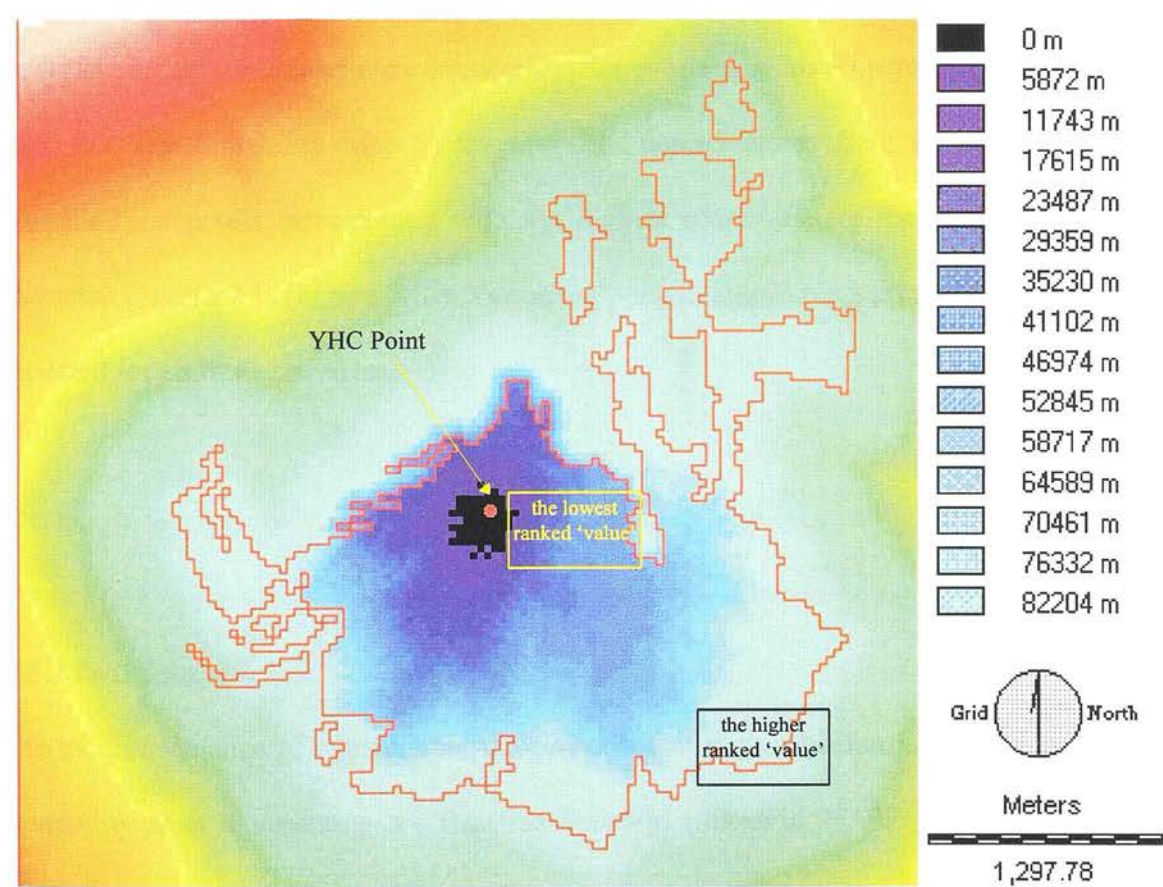 YHC Point
the lowest
ranked 'value'
the higher
ranked 'value'
0 m
5872 m
11743 m
17615 m
23487 m
29359 m
35230 m
41102 m
46974 m
52845 m
58717 m
64589 m
70461 m
76332 m
82204 m
Grid North
Meters
1,297.78